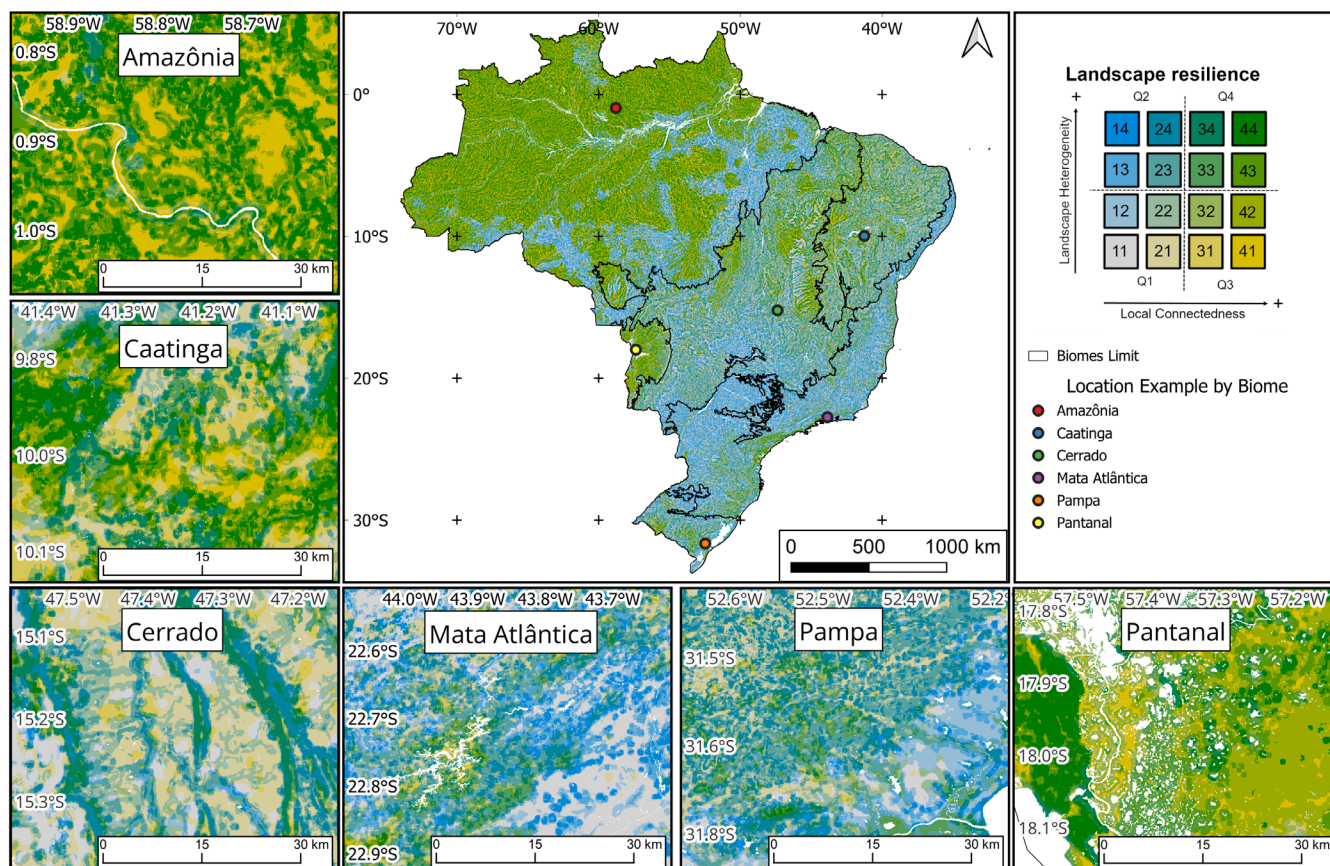 58.9°W 58.8°W 58.7°W
Amazônia
0.8°S
0.9°S
1.0°S
0 15 30 km
41.4°W 41.3°W 41.2°W 41.1°W
Caatinga
9.8°S
10.0°S
10.1°S
0 15 30 km
70°W 60°W 50°W 40°W
0°
10°S
20°S
30°S
0 500 1000 km
Landscape resilience
+ Q2 Q4
14 24 34 44
13 23 33 43
12 22 32 42
11 21 31 41
Landscape Heterogeneity
Q1 Q3
+
Local Connectedness
Biomes Limit
Location Example by Biome
Amazônia
Caatinga
Cerrado
Mata Atlântica
Pampa
Pantanal
47.5°W 47.4°W 47.3°W 47.2°W
Cerrado
15.1°S
15.2°S
15.3°S
0 15 30 km
44.0°W 43.9°W 43.8°W 43.7°W
Mata Atlântica
22.6°S
22.7°S
22.8°S
22.9°S
0 15 30 km
52.6°W 52.5°W 52.4°W 52.2°
Pampa
31.5°S
31.6°S
31.8°S
0 15 30 km
57.5°W 57.4°W 57.3°W 57.2°W
Pantanal
17.8°S
17.9°S
18.0°S
18.1°S
0 15 30 km